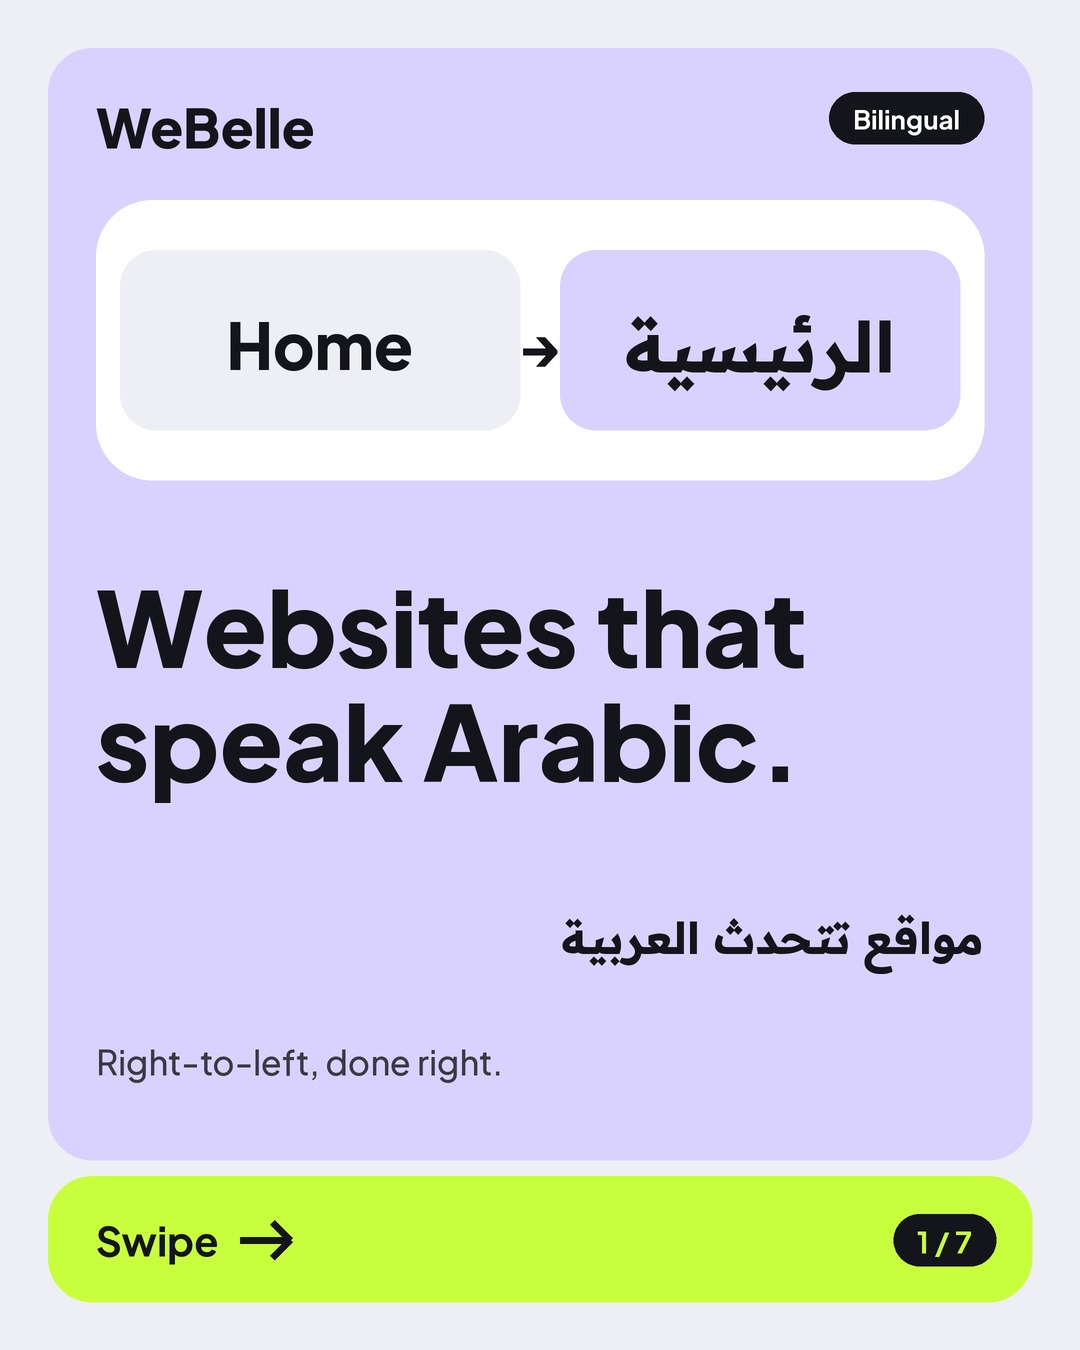 WeBelle
Bilingual
Home → الرئيسية
Websites that
speak Arabic.
مواقع تتحدث العربية
Right-to-left, done right.
Swipe →
1/7